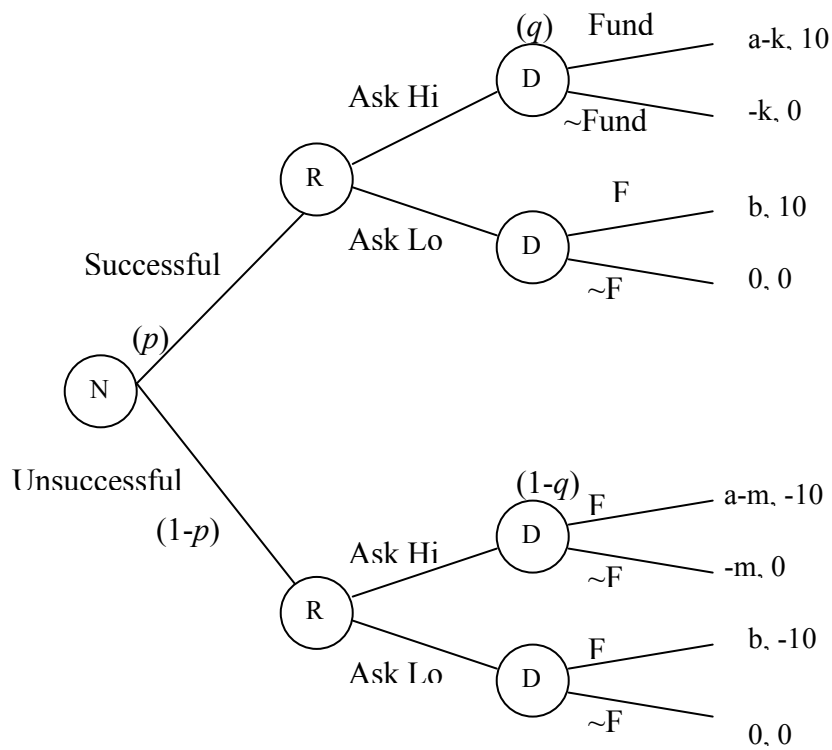 (q)
Fund
a-k, 10
D
Ask Hi
~Fund
-k, 0
R
F
b, 10
Ask Lo
D
Successful
~F
0, 0
(p)
N
Unsuccessful
(1-q)
F
a-m, -10
(1-p)
D
Ask Hi
~F
-m, 0
R
F
b, -10
Ask Lo
D
~F
0, 0